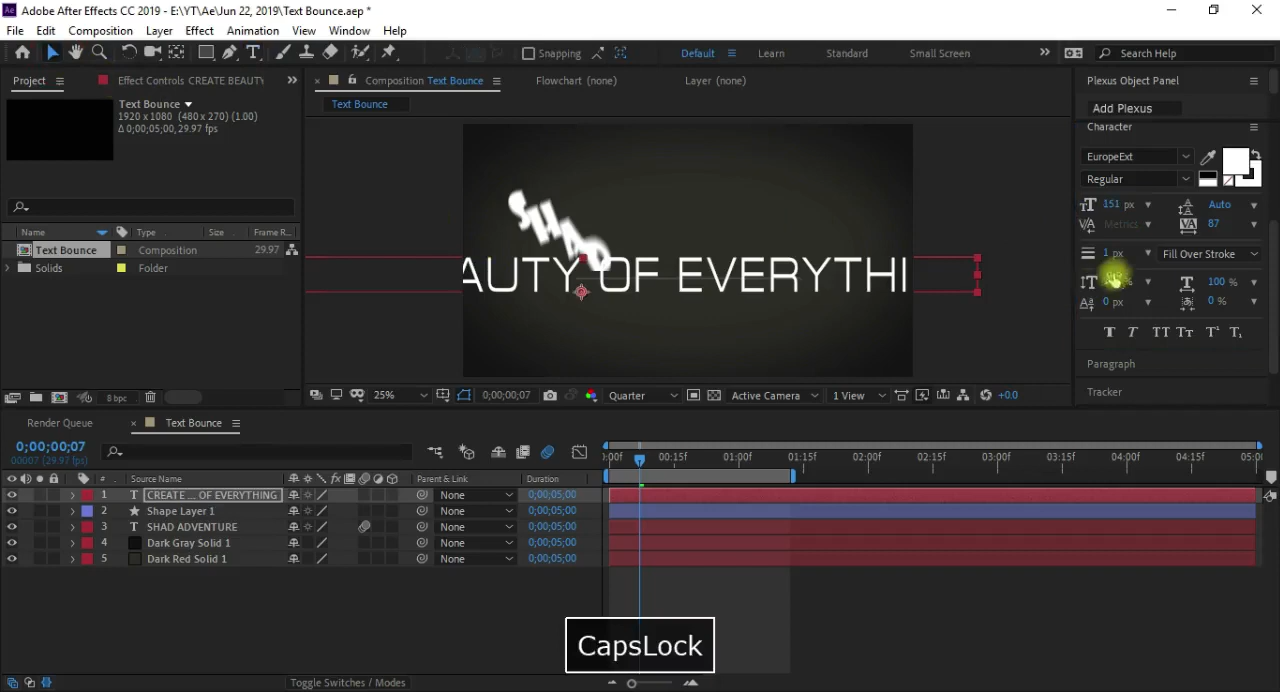 Adobe After Effects CC 2019 - E:\YT\Ae\Jun 22, 2019\Text Bounce.aep *
File Edit Composition Layer Effect Animation View Window Help
Snapping Default Learn Standard Small Screen Search Help
Project Effect Controls CREATE BEAUTY Composition Text Bounce Flowchart (none) Layer (none) Plexus Object Panel
Text Bounce
1920 x 1080 (480 x 270) (1.00)
Δ 0;00;05;00, 29.97 fps
Text Bounce
Add Plexus
Character
EuropeExt
Regular
151 px Auto
Metrics 87
1 px Fill Over Stroke
100 %
0 px 0 %
T T TT Tт T¹ T₁
Paragraph
Tracker
Name Type Size Frame R...
Text Bounce Composition 29.97
Solids Folder
SHAD
AUTY OF EVERYTHI
8 bpc 25% 0;00;00;07 Quarter Active Camera 1 View +0.0
Render Queue Text Bounce
0;00;00;07
00007 (29.97 fps)
:00f 00:15f 01:00f 01:15f 02:00f 02:15f 03:00f 03:15f 04:00f 04:15f 05:0
# Source Name Parent & Link Duration
1 T CREATE ... OF EVERYTHING None 0;00;05;00
2 Shape Layer 1 None 0;00;05;00
3 T SHAD ADVENTURE None 0;00;05;00
4 Dark Gray Solid 1 None 0;00;05;00
5 Dark Red Solid 1 None 0;00;05;00
CapsLock
Toggle Switches / Modes